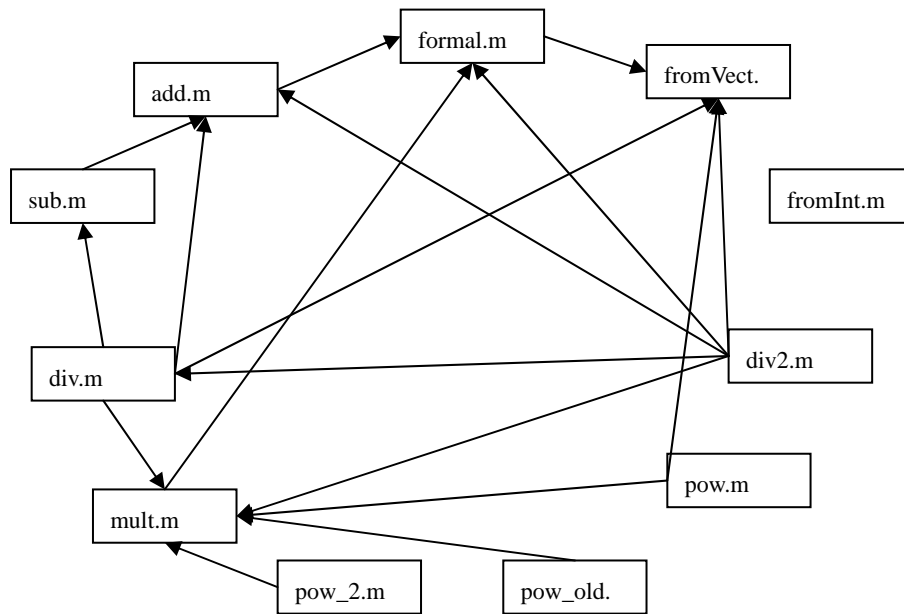 formal.m
fromVect.
add.m
sub.m
fromInt.m
div.m
div2.m
pow.m
mult.m
pow_2.m
pow_old.